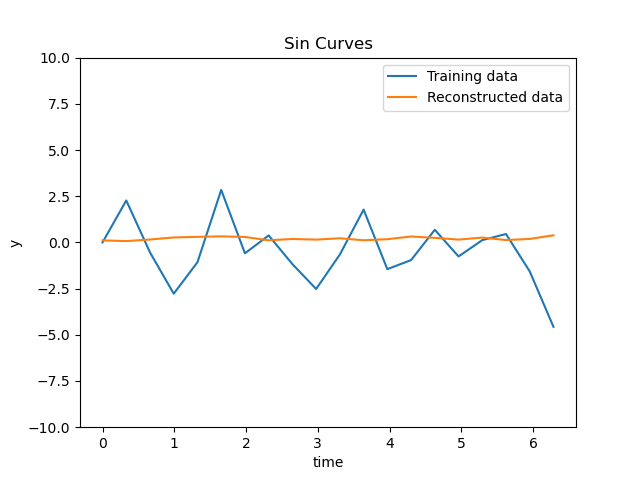 Sin Curves
10.0
7.5
5.0
2.5
0.0
−2.5
−5.0
−7.5
−10.0
y
Training data
Reconstructed data
0 1 2 3 4 5 6
time